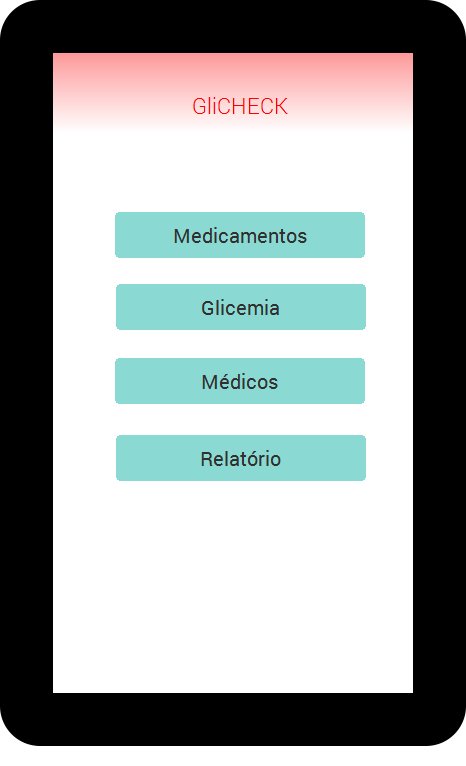 GliCHECK
Medicamentos
Glicemia
Médicos
Relatório